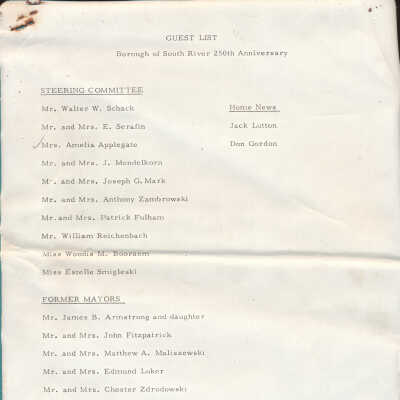 GUEST LIST
Borough of South River 250th Anniversary
STEERING COMMITTEE
Mr. Walter W. Schack
Mr. and Mrs. E. Serafin
Mrs. Amelia Applegate
Mr. and Mrs. J. Mendelkorn
Mr. and Mrs. Joseph G. Mark
Mr. and Mrs. Anthony Zambrowski
Mr. and Mrs. Patrick Fulham
Mr. William Reichenbach
Miss Wonnis M. Booraem
Miss Estelle Smigleski
Home News
Jack Lutton
Don Gordon
FORMER MAYORS
Mr. James B. Armstrong and daughter
Mr. and Mrs. John Fitzpatrick
Mr. and Mrs. Matthew A. Maliszewski
Mr. and Mrs. Edmund Luker
Mr. and Mrs. Chester Zdrodowski